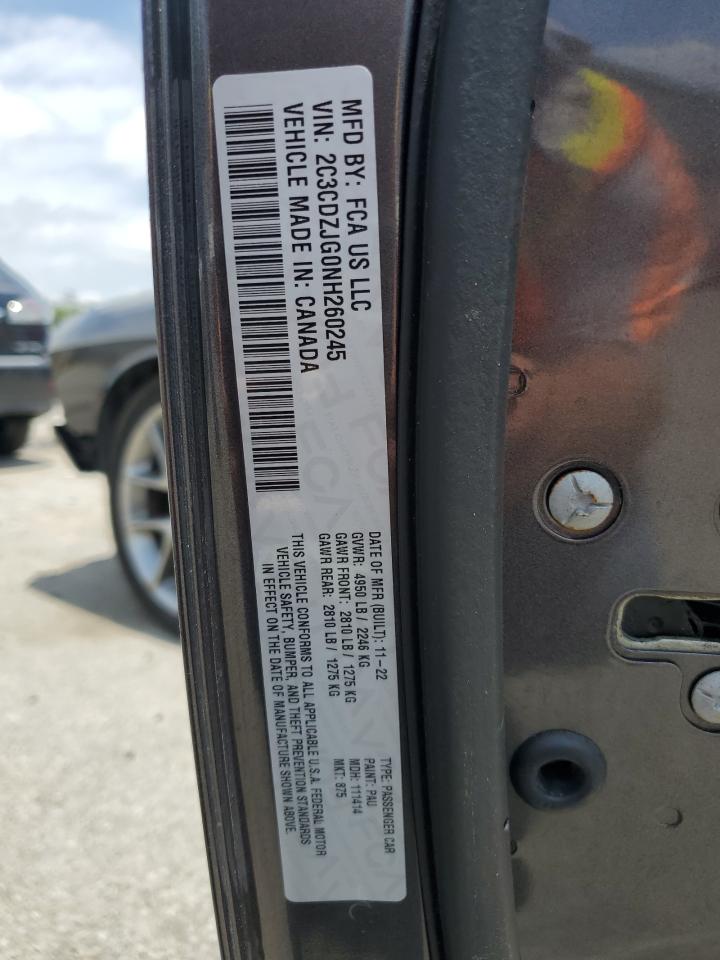 MFD BY: FCA US LLC
VIN: 2C3CDZJG0NH260245
VEHICLE MADE IN: CANADA
DATE OF MFR (BUILT): 11-22
GVWR: 4950 LB / 2246 KG
GAWR FRONT: 2810 LB / 1275 KG
GAWR REAR: 2810 LB / 1275 KG
THIS VEHICLE CONFORMS TO ALL APPLICABLE U.S.A. FEDERAL MOTOR
VEHICLE SAFETY, BUMPER, AND THEFT PREVENTION STANDARDS
IN EFFECT ON THE DATE OF MANUFACTURE SHOWN ABOVE.
TYPE: PASSENGER CAR
PAINT: PAU
MDH: 111414
MKT: 875